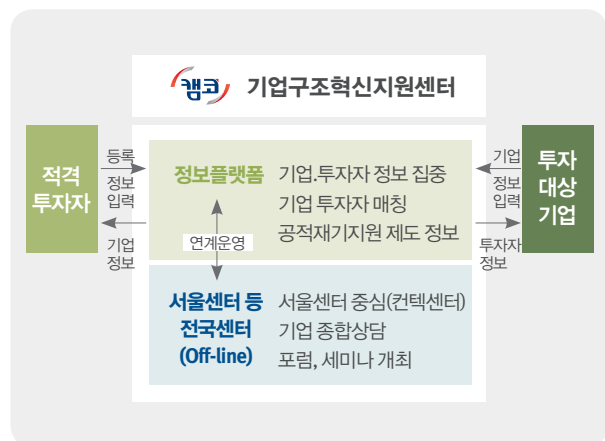 캠코 기업구조혁신지원센터
적격
투자자
등록
정보
입력
기업
정보
정보플랫폼
기업.투자자 정보 집중
기업 투자자 매칭
공적재기지원 제도 정보
연계운영
서울센터 등
전국센터
(Off-line)
서울센터 중심(컨텍센터)
기업 종합상담
포럼, 세미나 개최
기업
정보
입력
투자자
정보
투자
대상
기업